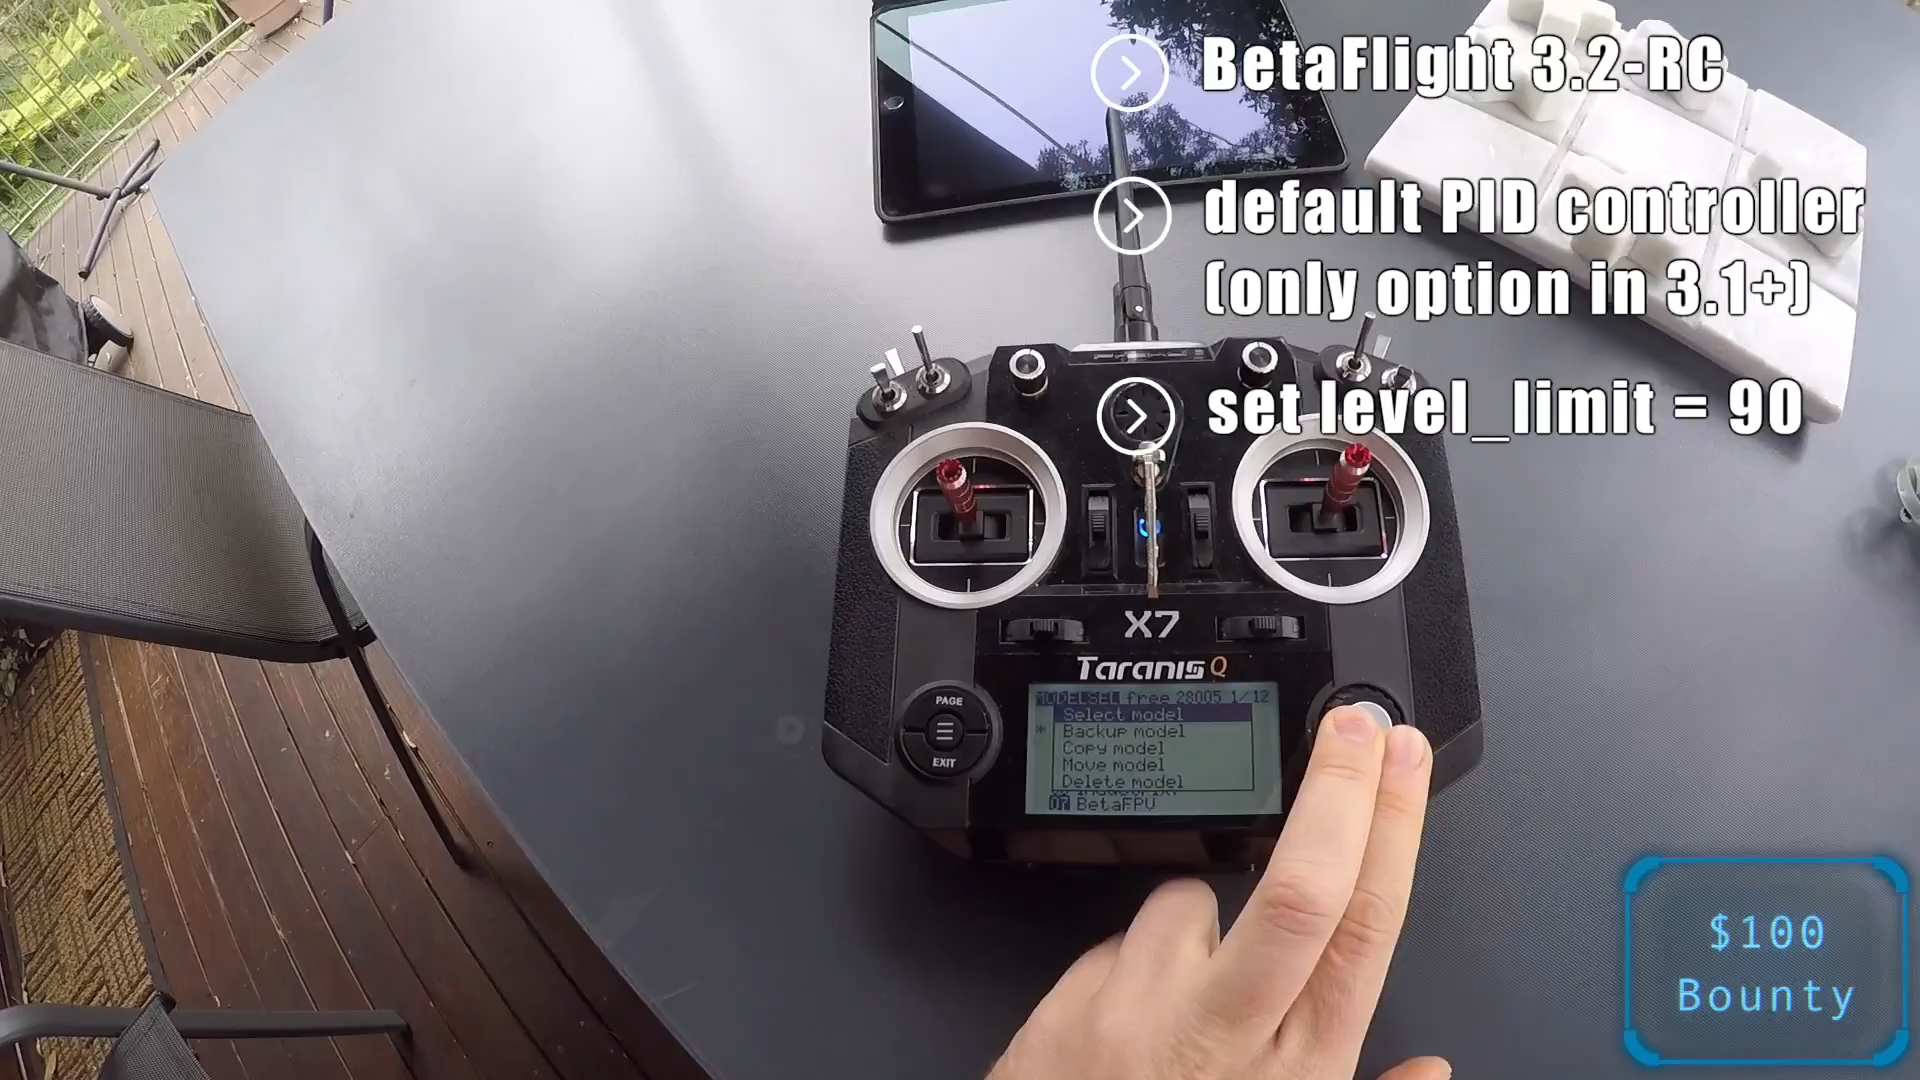 BetaFlight 3.2-RC
default PID controller
(only option in 3.1+)
set level_limit = 90
X7
Taranis Q
PAGE
EXIT
MODELSEL free 28005 1/12
Select model
* Backup model
Copy model
Move model
Delete model
07 BetaFPV
$100
Bounty